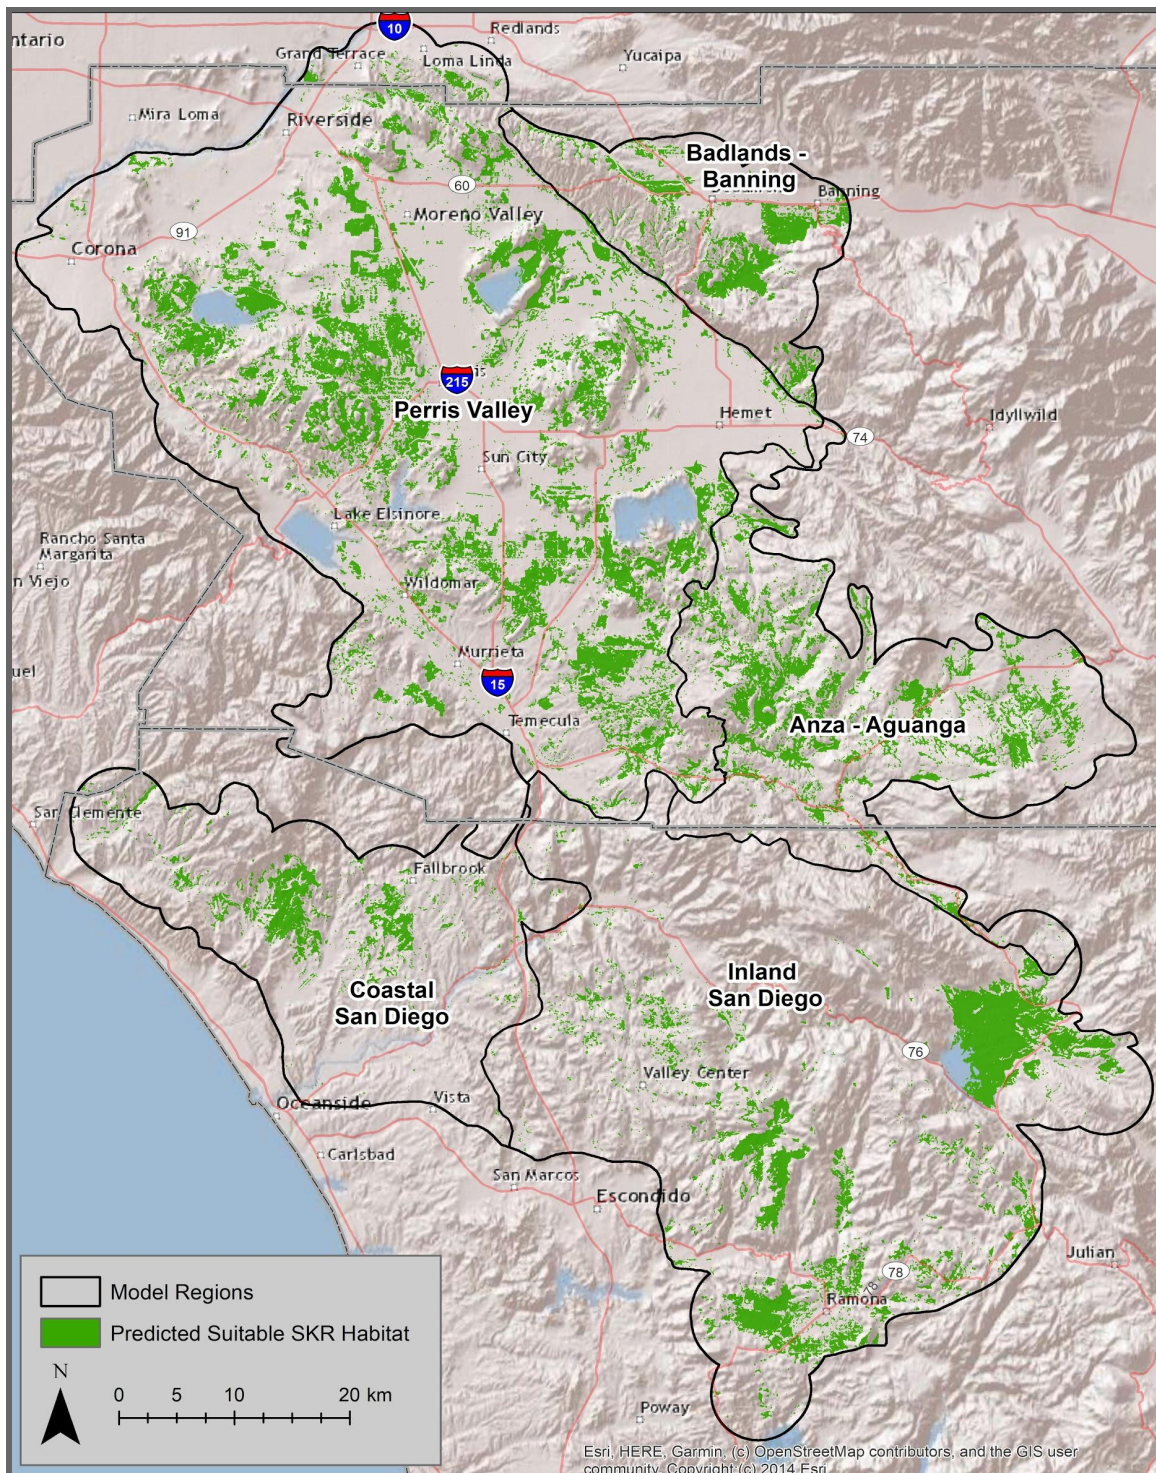 10
Redlands
ntario
Grand Terrace
Loma Linda
Yucaipa
Mira Loma
Riverside
Badlands -
Banning
Banning
60
Moreno Valley
91
Corona
215
Perris Valley
Hemet
Idyllwild
74
Sun City
Lake Elsinore
Rancho Santa
Margarita
n Viejo
Wildomar
Murrieta
uel
15
Temecula
Anza - Aguanga
San Clemente
Fallbrook
Inland
San Diego
Coastal
San Diego
76
Valley Center
Oceanside
Vista
Carlsbad
San Marcos
Escondido
Julian
78
78
Ramona
Poway
Model Regions
Predicted Suitable SKR Habitat
N
0 5 10 20 km
Esri, HERE, Garmin, (c) OpenStreetMap contributors, and the GIS user
community, Copyright (c) 2014 Esri